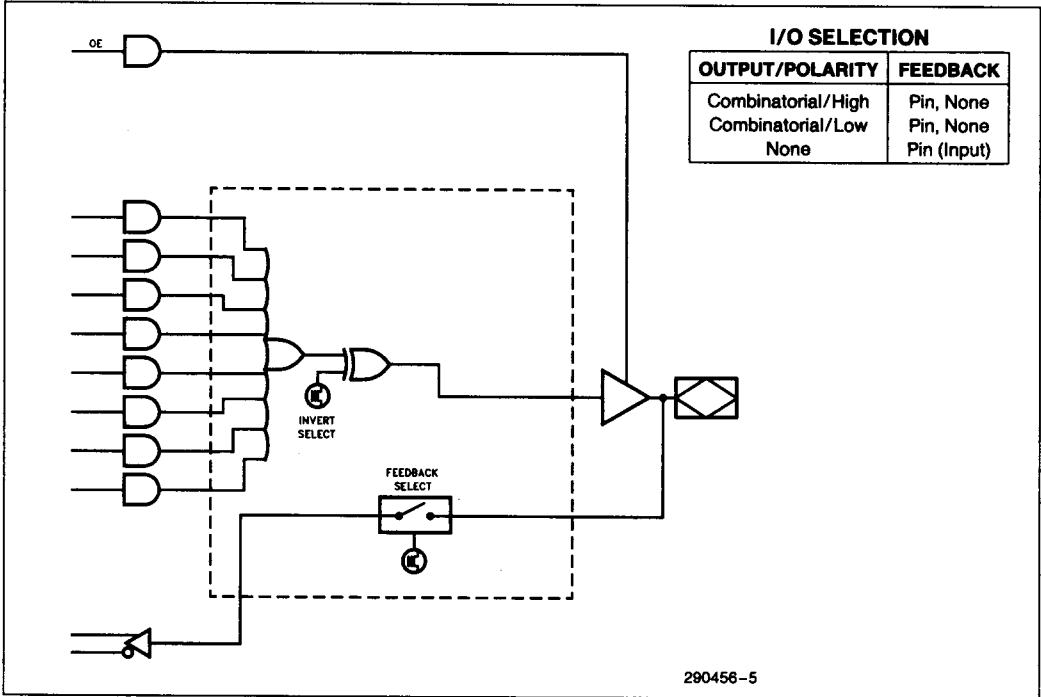 OE
I/O SELECTION
OUTPUT/POLARITY FEEDBACK
Combinatorial/High Pin, None
Combinatorial/Low Pin, None
None Pin (Input)
INVERT
SELECT
FEEDBACK
SELECT
290456-5